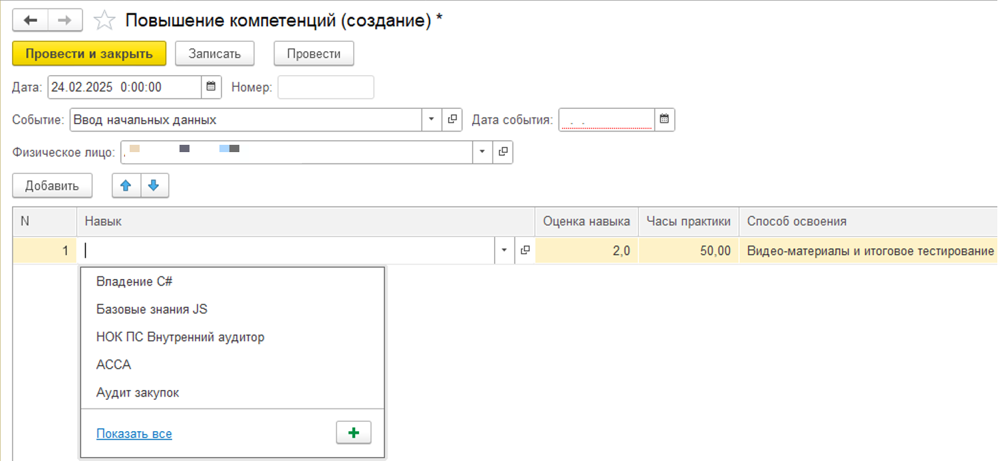 Повышение компетенций (создание) *
Провести и закрыть Записать Провести
Дата: 24.02.2025 0:00:00 Номер:
Событие: Ввод начальных данных Дата события: . .
Физическое лицо:
Добавить
N Навык Оценка навыка Часы практики Способ освоения
1 2,0 50,00 Видео-материалы и итоговое тестирование
Владение C#
Базовые знания JS
НОК ПС Внутренний аудитор
ACCA
Аудит закупок
Показать все